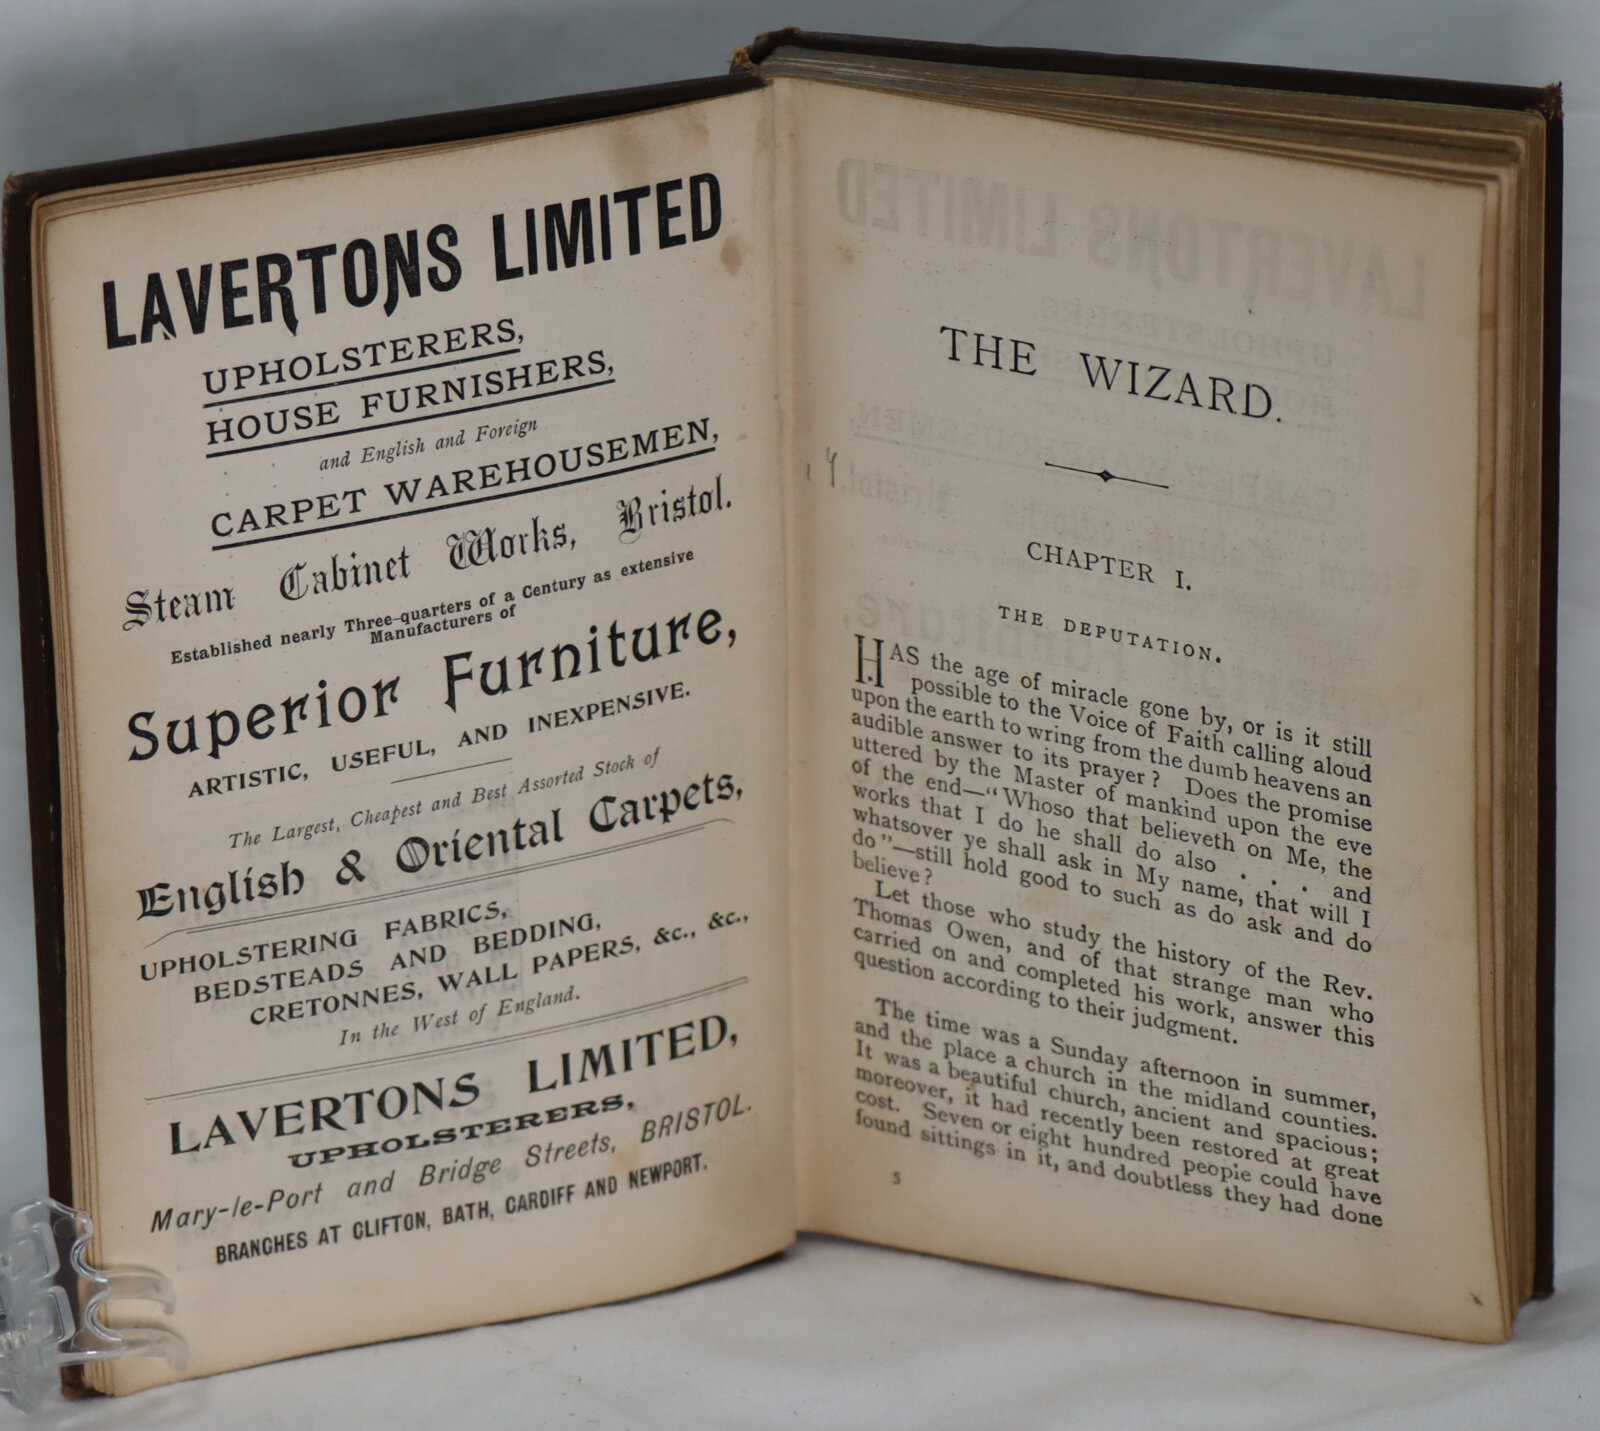 LAVERTONS LIMITED
UPHOLSTERERS,
HOUSE FURNISHERS,
and English and Foreign
CARPET WAREHOUSEMEN,
Steam Cabinet Works, Bristol.
Established nearly Three-quarters of a Century as extensive
Manufacturers of
Superior Furniture,
ARTISTIC, USEFUL, AND INEXPENSIVE.
The Largest, Cheapest and Best Assorted Stock of
English & Oriental Carpets,
UPHOLSTERING FABRICS,
BEDSTEADS AND BEDDING,
CRETONNES, WALL PAPERS, &c., &c.,
In the West of England.
LAVERTONS LIMITED,
UPHOLSTERERS,
Mary-le-Port and Bridge Streets, BRISTOL.
BRANCHES AT CLIFTON, BATH, CARDIFF AND NEWPORT.
THE WIZARD.
CHAPTER I.
THE DEPUTATION.
HAS the age of miracle gone by, or is it still
possible to the Voice of Faith calling aloud
upon the earth to wring from the dumb heavens an
audible answer to its prayer? Does the promise
uttered by the Master of mankind upon the eve
of the end—"Whoso that believeth on Me, the
works that I do he shall do also . . . and
whatsover ye shall ask in My name, that will I
do"—still hold good to such as do ask and do
believe?
Let those who study the history of the Rev.
Thomas Owen, and of that strange man who
carried on and completed his work, answer this
question according to their judgment.
The time was a Sunday afternoon in summer,
and the place a church in the midland counties.
It was a beautiful church, ancient and spacious;
moreover, it had recently been restored at great
cost. Seven or eight hundred people could have
found sittings in it, and doubtless they had done
5